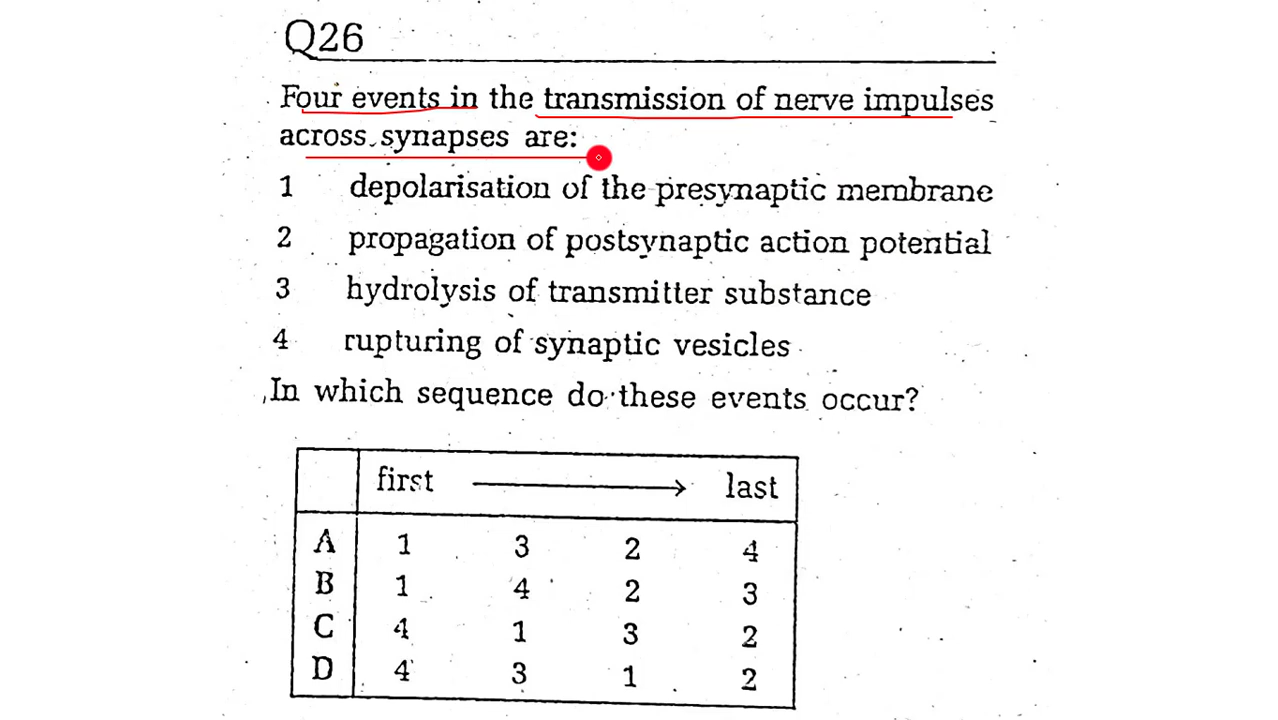 Q26
Four events in the transmission of nerve impulses
across synapses are:
1 depolarisation of the presynaptic membrane
2 propagation of postsynaptic action potential
3 hydrolysis of transmitter substance
4 rupturing of synaptic vesicles
In which sequence do these events occur?
first last
A 1 3 2 4
B 1 4 2 3
C 4 1 3 2
D 4 3 1 2